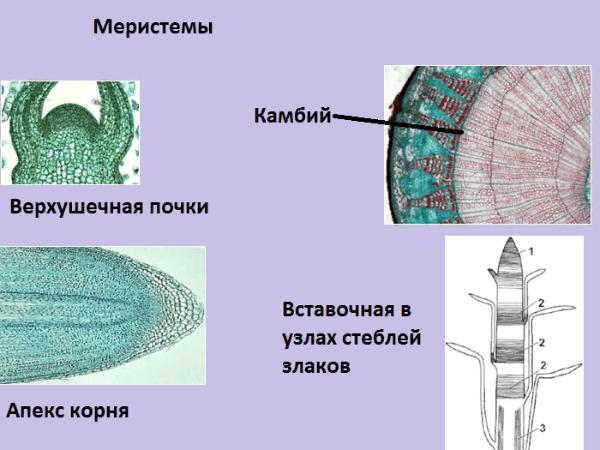 Меристемы
Камбий
Верхушечная почки
Вставочная в
узлах стеблей
злаков
Апекс корня
1
2
2
2
3